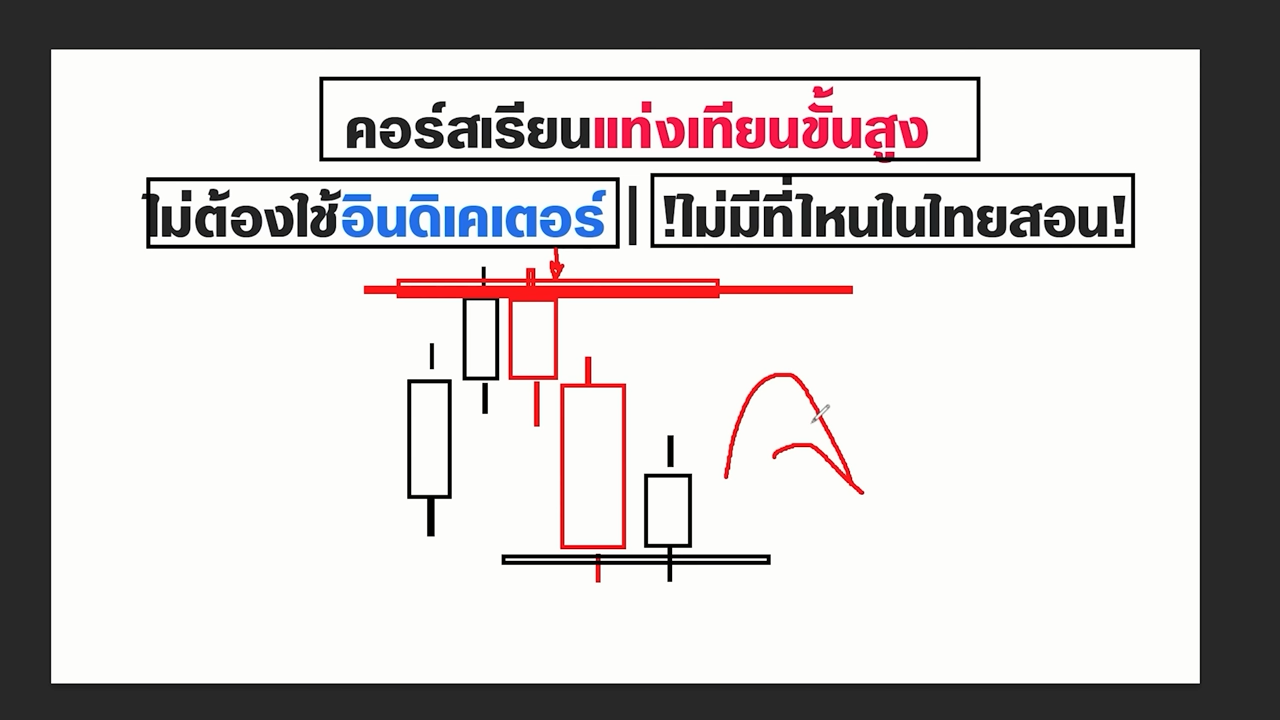 คอร์สเรียนแท่งเทียนขั้นสูง
ไม่ต้องใช้อินดิเคเตอร์ | !ไม่มีที่ไหนในไทยสอน!